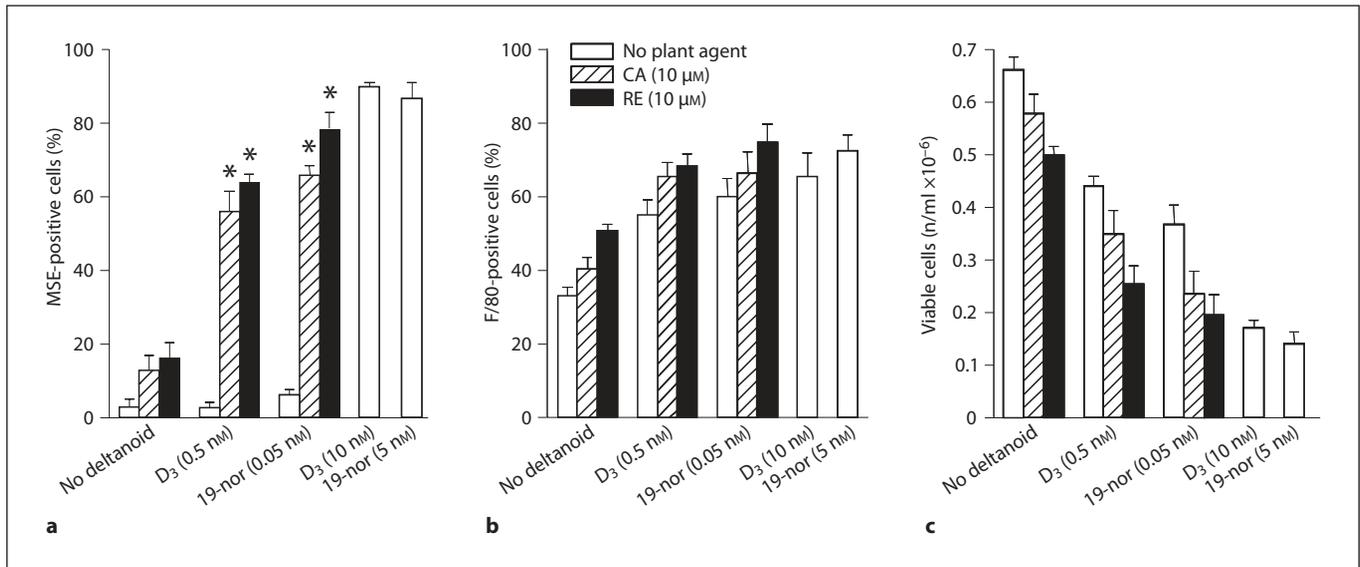 MSE-positive cells (%)
100
80
60
40
20
0
*
*
*
*
No deltanoid
D₃ (0.5 nM)
19-nor (0.05 nM)
D₃ (10 nM)
19-nor (5 nM)
a
F/80-positive cells (%)
100
80
60
40
20
0
No plant agent
CA (10 µM)
RE (10 µM)
No deltanoid
D₃ (0.5 nM)
19-nor (0.05 nM)
D₃ (10 nM)
19-nor (5 nM)
b
Viable cells (n/ml ×10⁻⁶)
0.7
0.6
0.5
0.4
0.3
0.2
0.1
0
No deltanoid
D₃ (0.5 nM)
19-nor (0.05 nM)
D₃ (10 nM)
19-nor (5 nM)
c